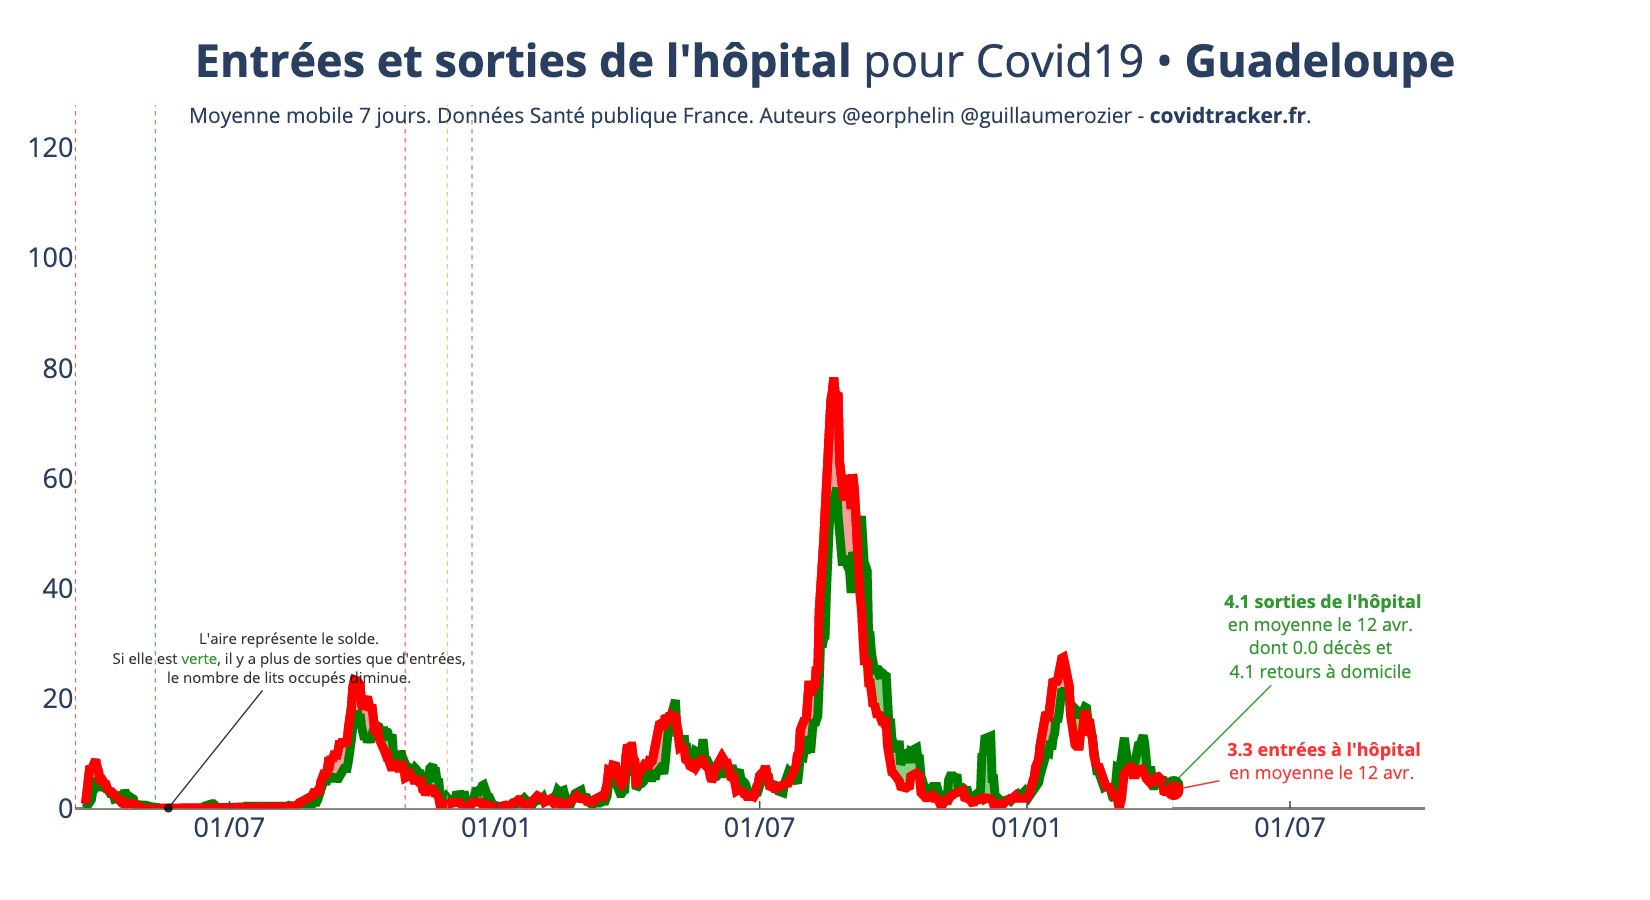 Entrées et sorties de l'hôpital pour Covid19 • Guadeloupe
Moyenne mobile 7 jours. Données Santé publique France. Auteurs @eorphelin @guillaumerozier - covidtracker.fr.
120
100
80
60
40
20
0
L'aire représente le solde.
Si elle est verte, il y a plus de sorties que d'entrées,
le nombre de lits occupés diminue.
4.1 sorties de l'hôpital
en moyenne le 12 avr.
dont 0.0 décès et
4.1 retours à domicile
3.3 entrées à l'hôpital
en moyenne le 12 avr.
01/07
01/01
01/07
01/01
01/07